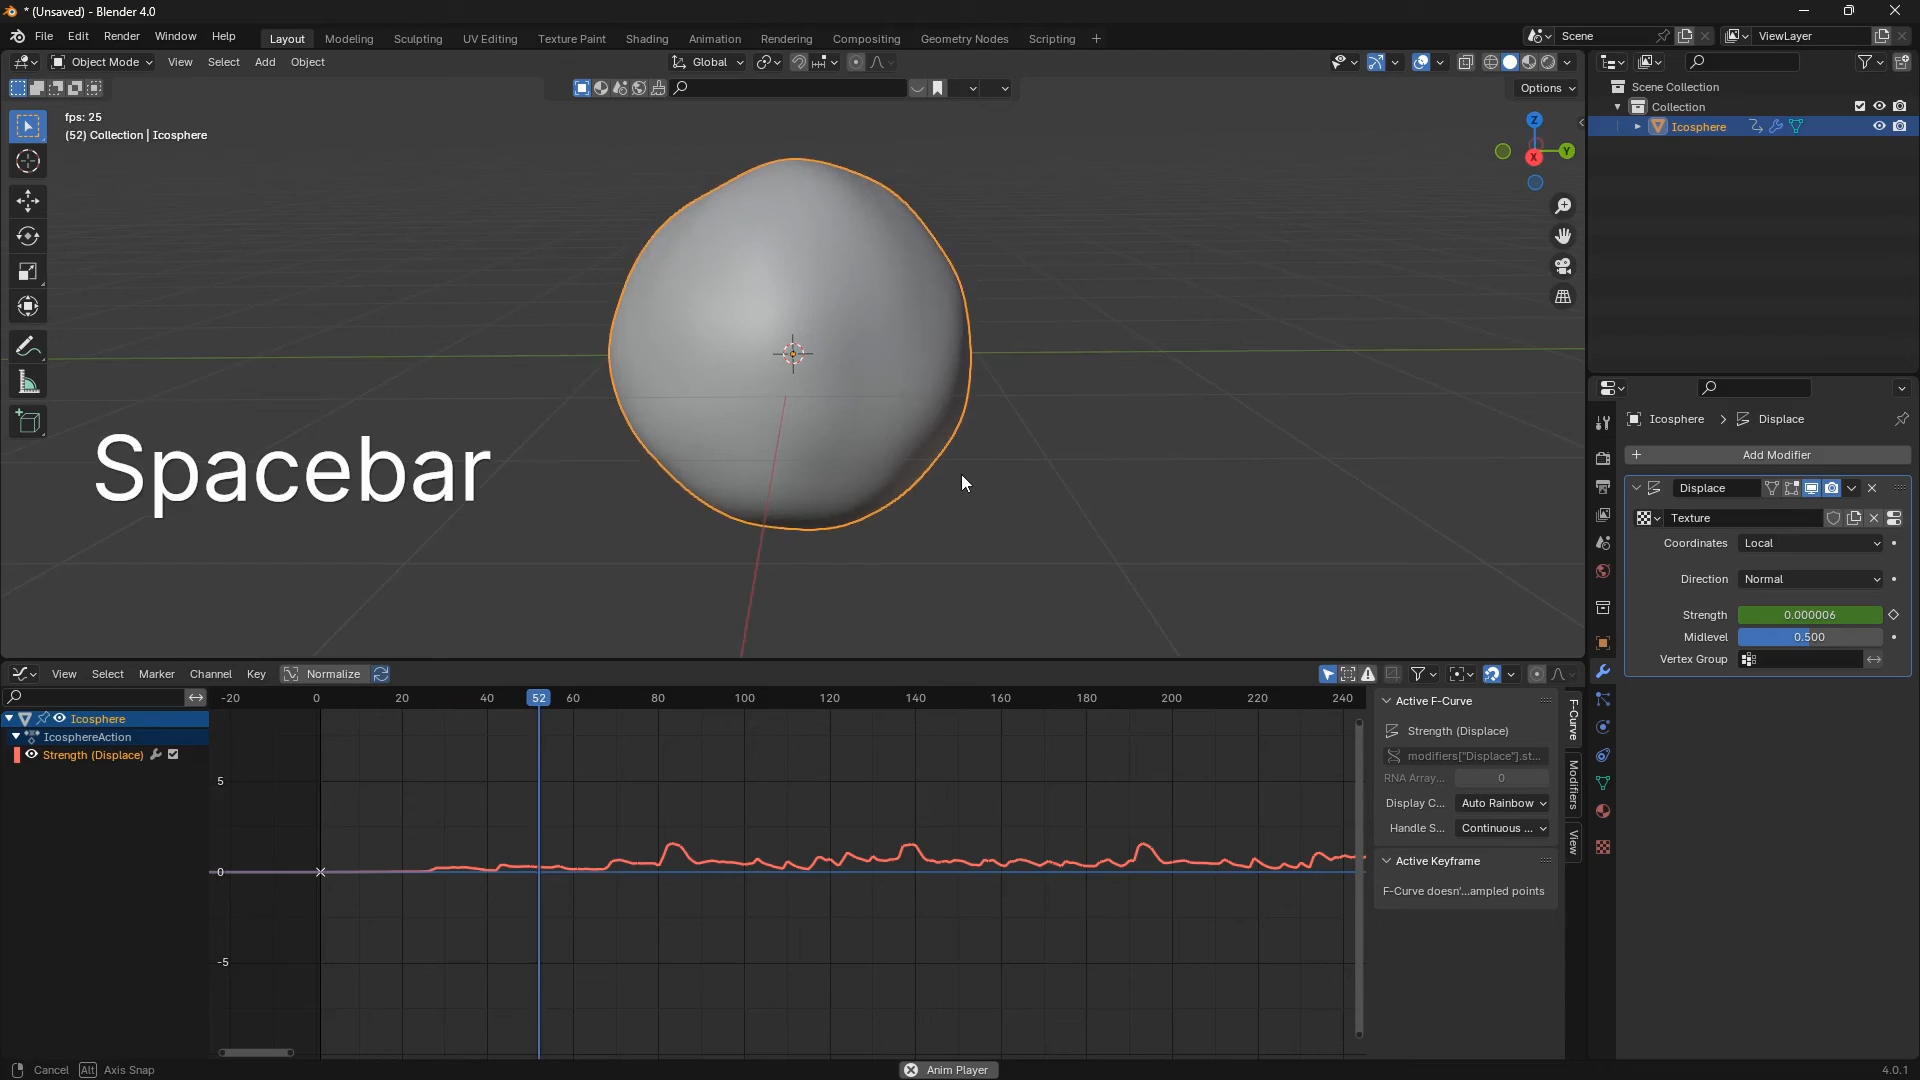 * (Unsaved) - Blender 4.0
File Edit Render Window Help
Layout Modeling Sculpting UV Editing Texture Paint Shading Animation Rendering Compositing Geometry Nodes Scripting +
Scene
ViewLayer
Object Mode View Select Add Object
Global
Options
fps: 25
(52) Collection | Icosphere
Z
Y
X
Scene Collection
Collection
Icosphere
Spacebar
Icosphere > Displace
+ Add Modifier
Displace
Texture
Coordinates Local
Direction Normal
Strength 0.000006
Midlevel 0.500
Vertex Group
View Select Marker Channel Key Normalize
-20 0 20 40 52 60 80 100 120 140 160 180 200 220 240
Icosphere
IcosphereAction
Strength (Displace)
5
0
-5
Active F-Curve
Strength (Displace)
modifiers["Displace"].st...
RNA Array... 0
Display C... Auto Rainbow
Handle S... Continuous ...
Active Keyframe
F-Curve doesn'...ampled points
F-Curve
Modifiers
View
Cancel Alt Axis Snap
Anim Player
4.0.1